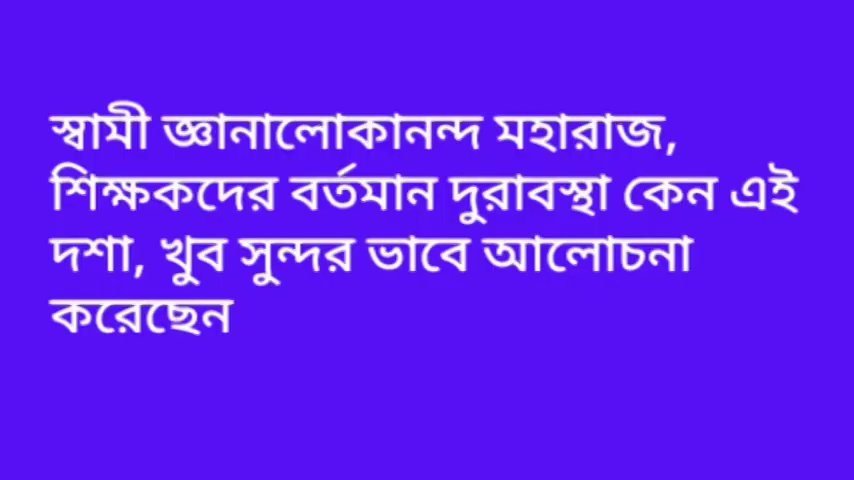 স্বামী জ্ঞানালোকানন্দ মহারাজ,
শিক্ষকদের বর্তমান দুরাবস্থা কেন এই
দশা, খুব সুন্দর ভাবে আলোচনা
করেছেন